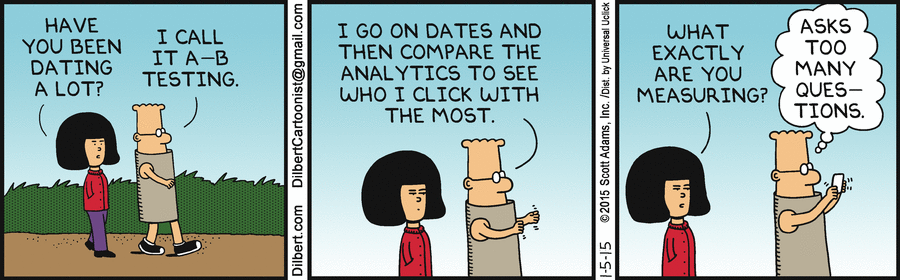 HAVE
YOU BEEN
DATING
A LOT?
I CALL
IT A-B
TESTING.
Dilbert.com DilbertCartoonist@gmail.com
I GO ON DATES AND
THEN COMPARE THE
ANALYTICS TO SEE
WHO I CLICK WITH
THE MOST.
1-5-15 ©2015 Scott Adams, Inc. /Dist. by Universal Uclick
WHAT
EXACTLY
ARE YOU
MEASURING?
ASKS
TOO
MANY
QUES-
TIONS.